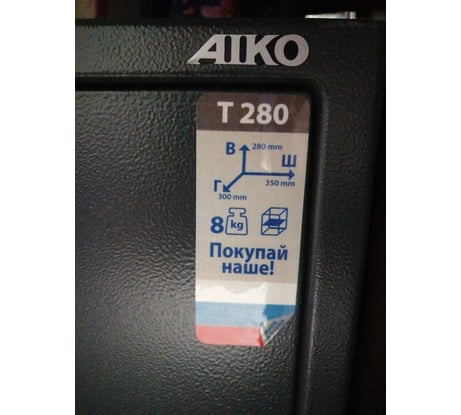 AIKO
T 280
В 280 mm
Ш
350 mm
Г
300 mm
8 kg
Покупай
наше!